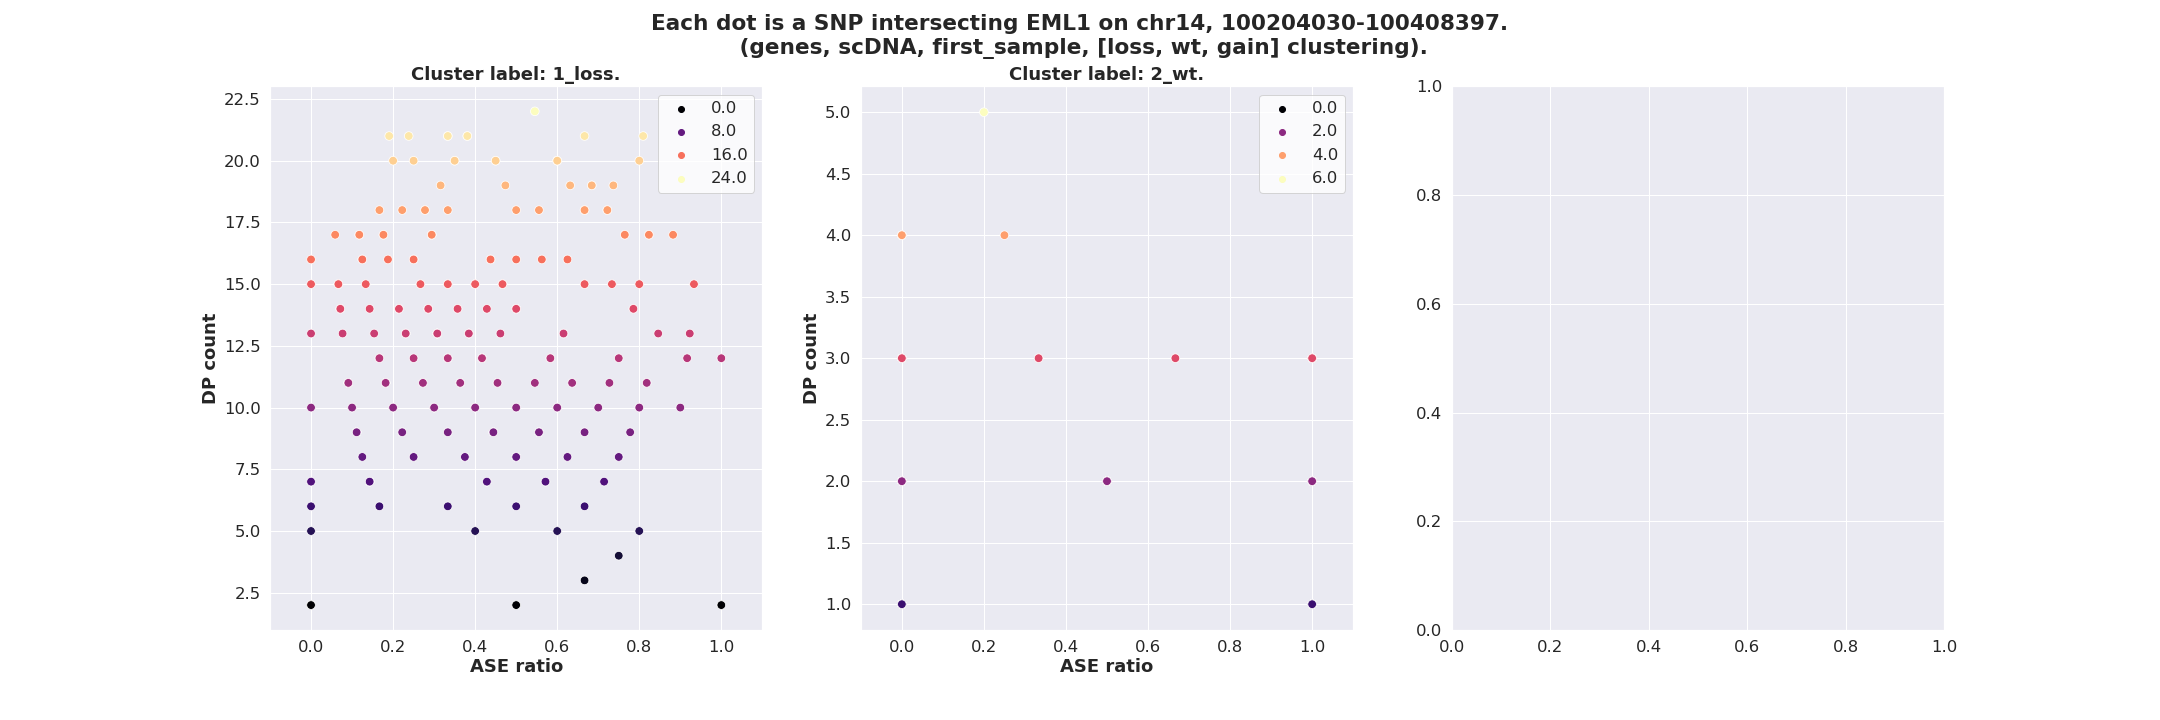 Each dot is a SNP intersecting EML1 on chr14, 100204030-100408397.
(genes, scDNA, first_sample, [loss, wt, gain] clustering).
Cluster label: 1_loss.
22.5
20.0
17.5
15.0
12.5
10.0
7.5
5.0
2.5
DP count
0.0
8.0
16.0
24.0
0.0 0.2 0.4 0.6 0.8 1.0
ASE ratio
Cluster label: 2_wt.
5.0
4.5
4.0
3.5
3.0
2.5
2.0
1.5
1.0
DP count
0.0
2.0
4.0
6.0
0.0 0.2 0.4 0.6 0.8 1.0
ASE ratio
1.0
0.8
0.6
0.4
0.2
0.0
0.0 0.2 0.4 0.6 0.8 1.0